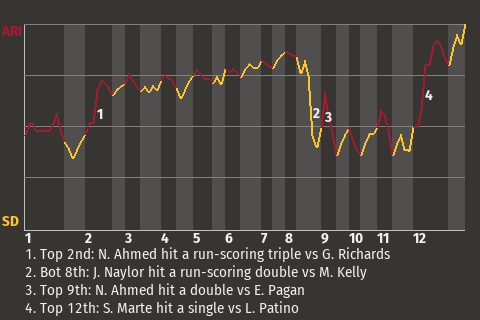 ARI
1
2
3
4
SD
1 2 3 4 5 6 7 8 9 10 11 12
1. Top 2nd: N. Ahmed hit a run-scoring triple vs G. Richards
2. Bot 8th: J. Naylor hit a run-scoring double vs M. Kelly
3. Top 9th: N. Ahmed hit a double vs E. Pagan
4. Top 12th: S. Marte hit a single vs L. Patino